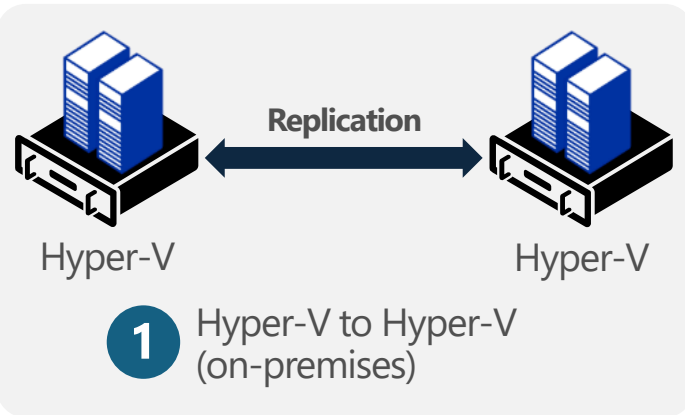 Replication
Hyper-V
Hyper-V
1
Hyper-V to Hyper-V
(on-premises)